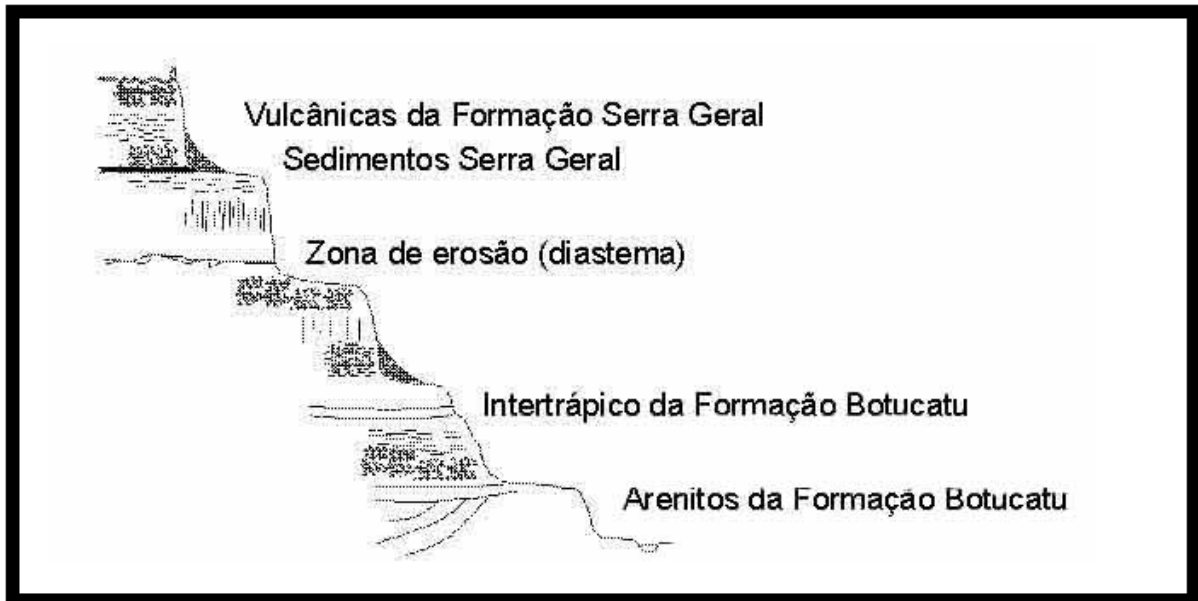 Vulcânicas da Formação Serra Geral
Sedimentos Serra Geral
Zona de erosão (diastema)
Intertrápico da Formação Botucatu
Arenitos da Formação Botucatu